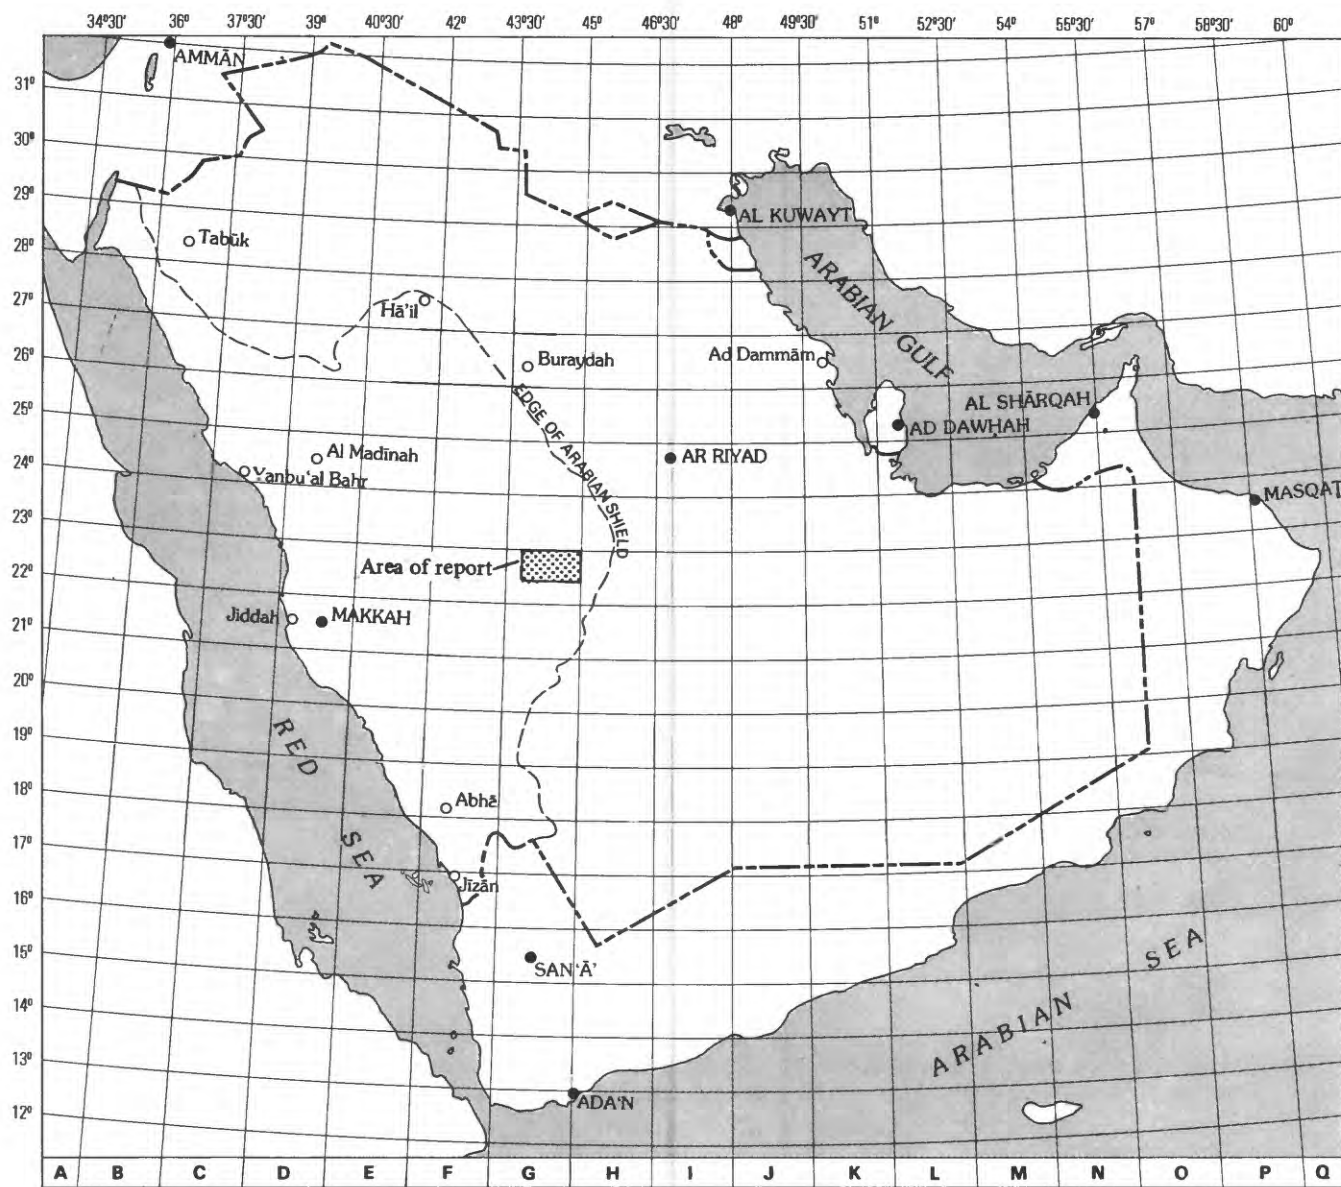 34°30' 36° 37°30' 39° 40°30' 42° 43°30' 45° 46°30' 48° 49°30' 51° 52°30' 54° 55°30' 57° 58°30' 60°
31°
30°
29°
28°
27°
26°
25°
24°
23°
22°
21°
20°
19°
18°
17°
16°
15°
14°
13°
12°
AMMĀN
AL KUWAYT
Tabūk
ARABIAN GULF
Hā'il
Buraydah
Ad Dammām
EDGE OF ARABIAN SHIELD
AL SHĀRQAH
AD DAWHAH
Al Madīnah
Yanbu'al Bahr
AR RIYAD
MASQAT
Area of report
Jiddah
MAKKAH
RED SEA
Abhā
Jīzān
SAN'Ā'
ARABIAN SEA
ADA'N
A B C D E F G H I J K L M N O P Q